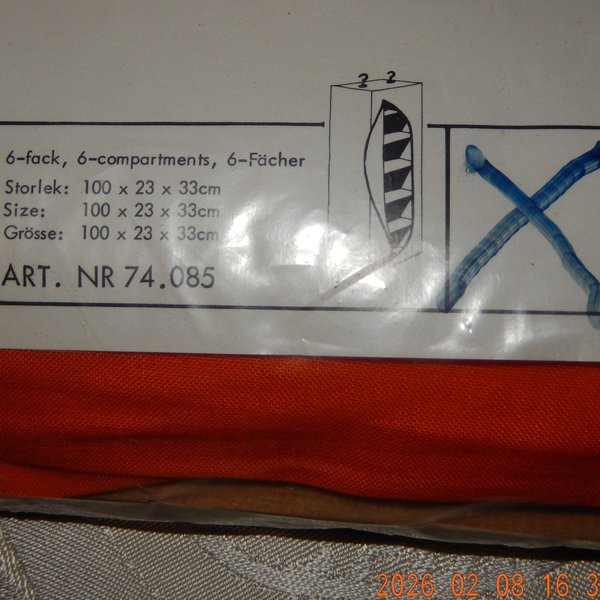 6-fack, 6-compartments, 6-Fächer
Storlek: 100 x 23 x 33cm
Size: 100 x 23 x 33cm
Grösse: 100 x 23 x 33cm
ART. NR 74.085
2026 02 08 16:3